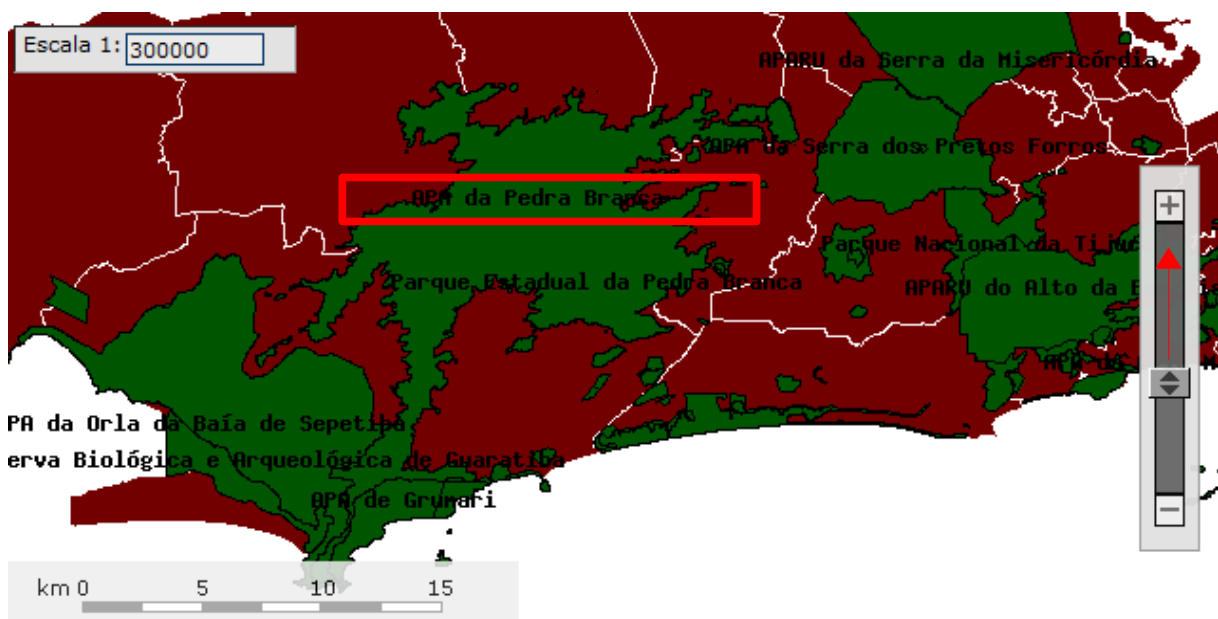 Escala 1: 300000
APARU da Serra da Misericórdia
APA da Serra dos Pretos Forros
APA da Pedra Branca
Parque Nacional da Tijuc
Parque Estadual da Pedra Branca
APARU do Alto da B
PA da Orla da Baía de Sepetiba
erva Biológica e Arqueológica de Guaratiba
APA de Grumari
km 0 5 10 15
+
−